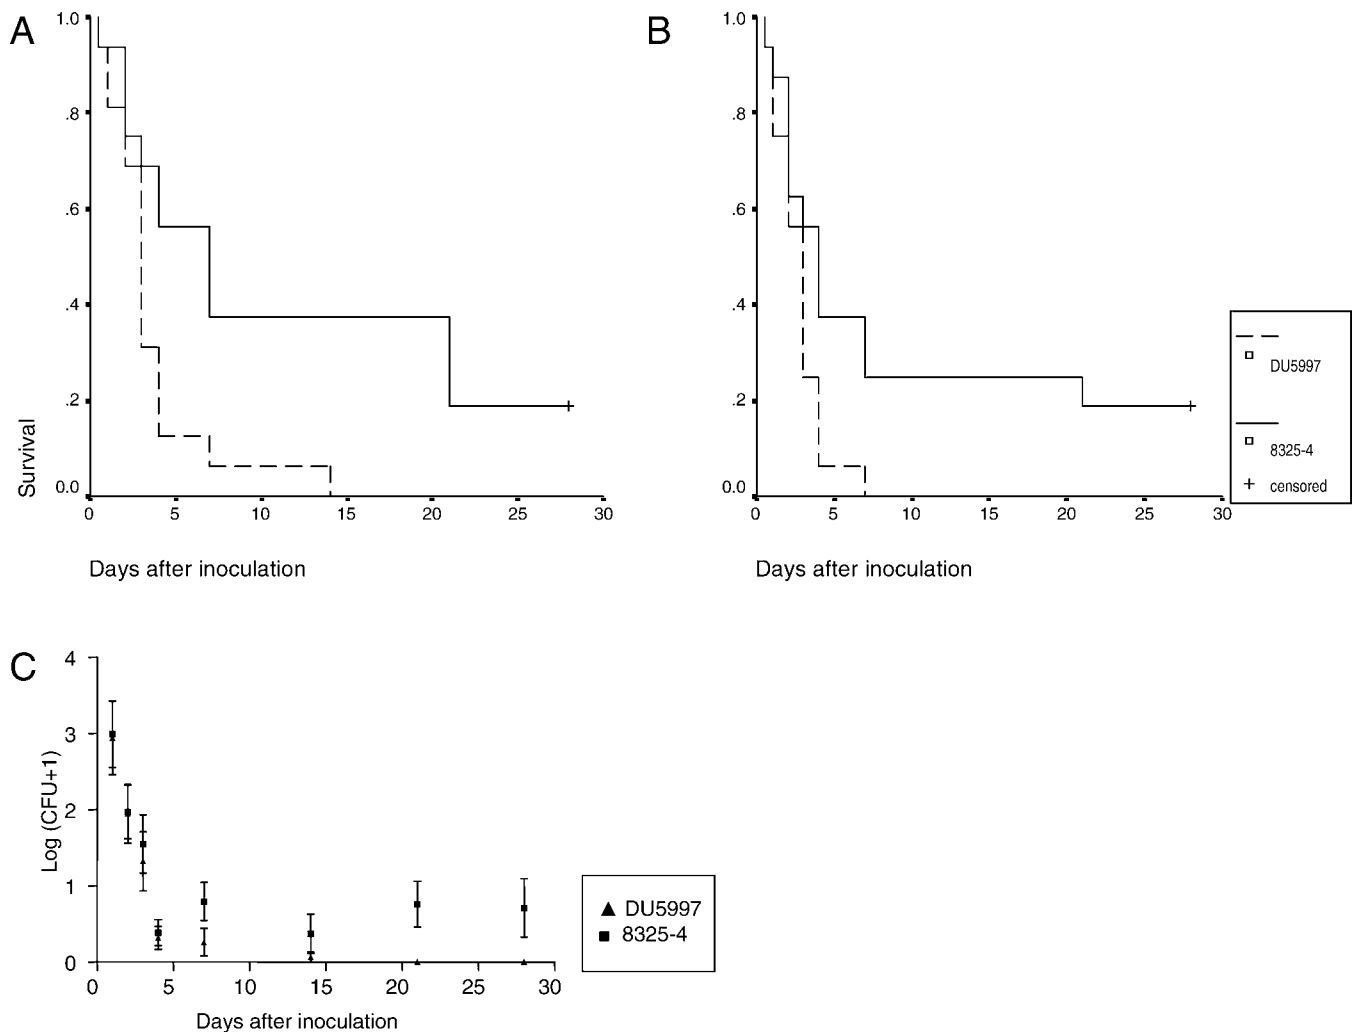 A
1.0
.8
.6
.4
.2
0.0
Survival
0 5 10 15 20 25 30
Days after inoculation
B
1.0
.8
.6
.4
.2
0.0
0 5 10 15 20 25 30
Days after inoculation
DU5997
8325-4
+ censored
C
4
3
2
1
0
Log (CFU+1)
0 5 10 15 20 25 30
Days after inoculation
DU5997
8325-4